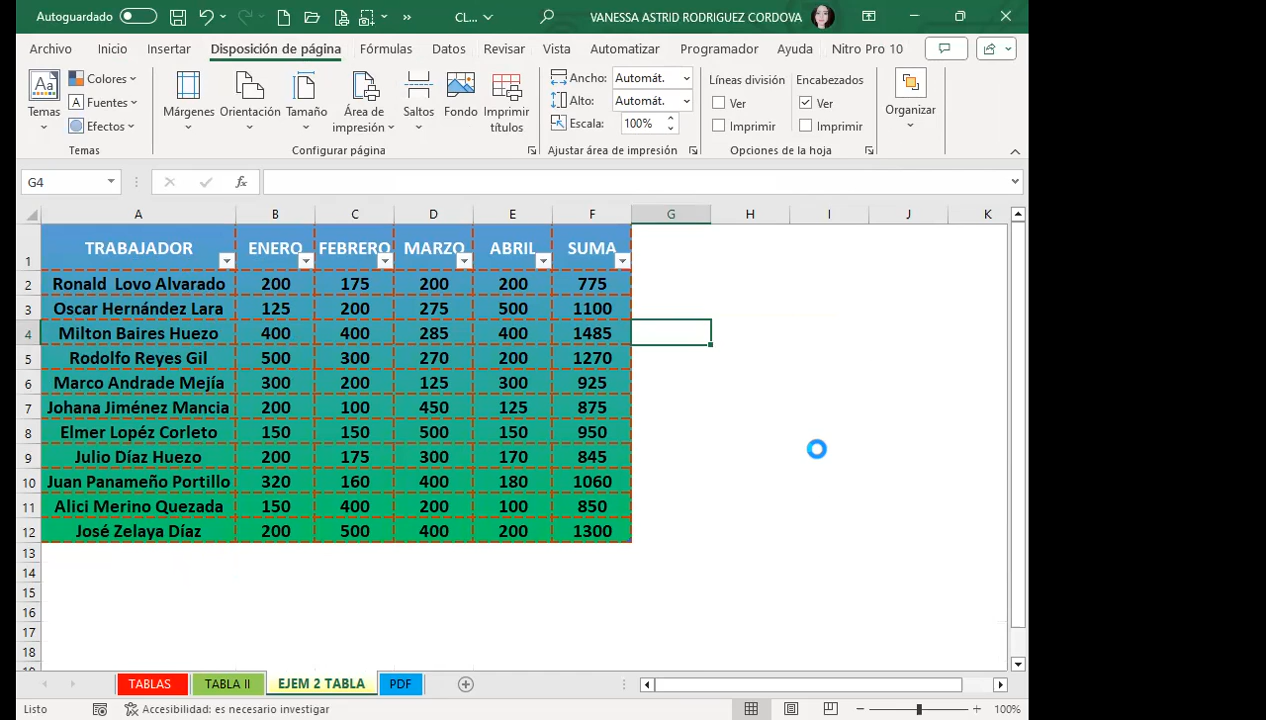 Autoguardado CL... VANESSA ASTRID RODRIGUEZ CORDOVA
Archivo Inicio Insertar Disposición de página Fórmulas Datos Revisar Vista Automatizar Programador Ayuda Nitro Pro 10
Aa Temas Colores Fuentes Efectos
Márgenes Orientación Tamaño Área de impresión Saltos Fondo Imprimir títulos
Ancho: Automát.
Alto: Automát.
Escala: 100%
Líneas división Encabezados
Ver Ver
Imprimir Imprimir
Organizar
Temas Configurar página Ajustar área de impresión Opciones de la hoja
G4 fx
A B C D E F G H I J K
1 TRABAJADOR ENERO FEBRERO MARZO ABRIL SUMA
2 Ronald Lovo Alvarado 200 175 200 200 775
3 Oscar Hernández Lara 125 200 275 500 1100
4 Milton Baires Huezo 400 400 285 400 1485
5 Rodolfo Reyes Gil 500 300 270 200 1270
6 Marco Andrade Mejía 300 200 125 300 925
7 Johana Jiménez Mancia 200 100 450 125 875
8 Elmer Lopéz Corleto 150 150 500 150 950
9 Julio Díaz Huezo 200 175 300 170 845
10 Juan Panameño Portillo 320 160 400 180 1060
11 Alici Merino Quezada 150 400 200 100 850
12 José Zelaya Díaz 200 500 400 200 1300
13
14
15
16
17
18
TABLAS TABLA II EJEM 2 TABLA PDF
Listo Accesibilidad: es necesario investigar 100%